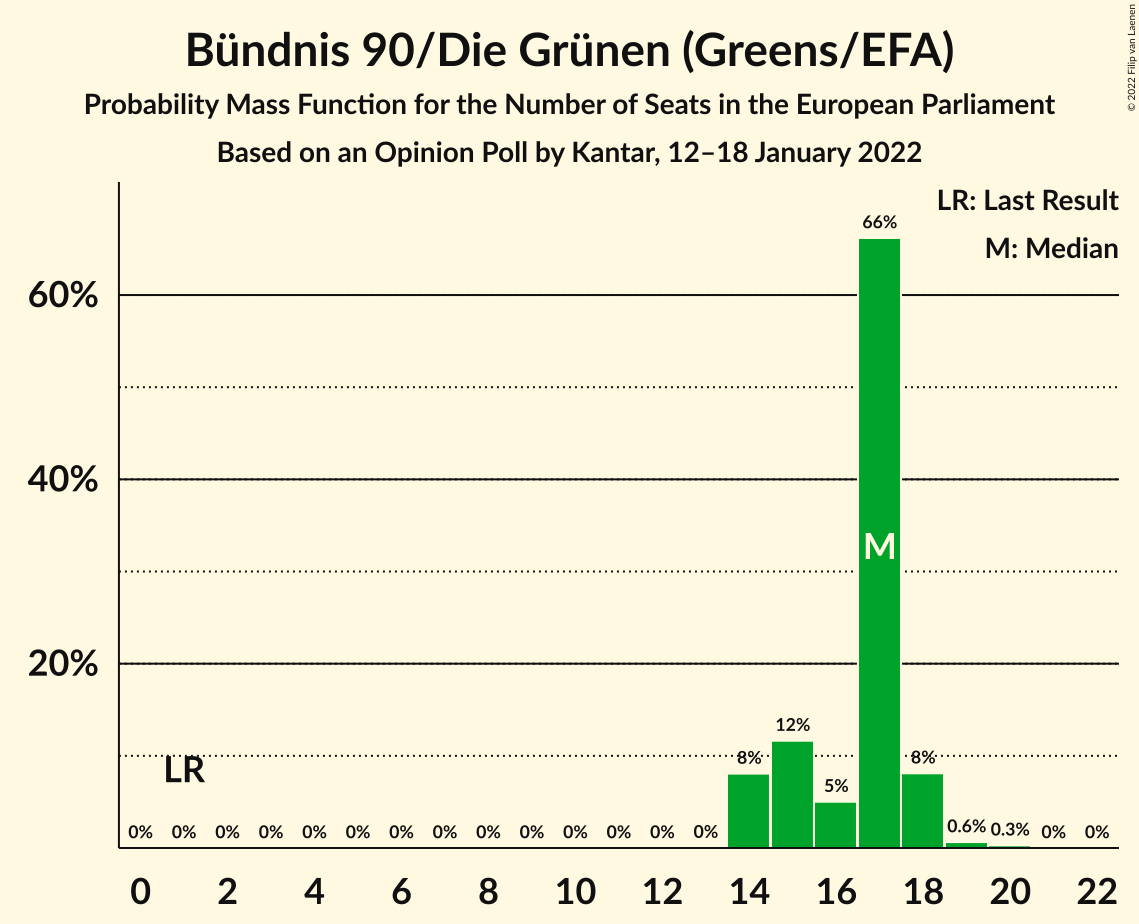 Bündnis 90/Die Grünen (Greens/EFA)
Probability Mass Function for the Number of Seats in the European Parliament
Based on an Opinion Poll by Kantar, 12–18 January 2022
© 2022 Filip van Laenen
LR: Last Result
M: Median
66%
60%
40%
M
20%
12%
8% 8%
LR
5%
0% 0% 0% 0% 0% 0% 0% 0% 0% 0% 0% 0% 0% 0% 0.6% 0.3% 0% 0%
0 2 4 6 8 10 12 14 16 18 20 22